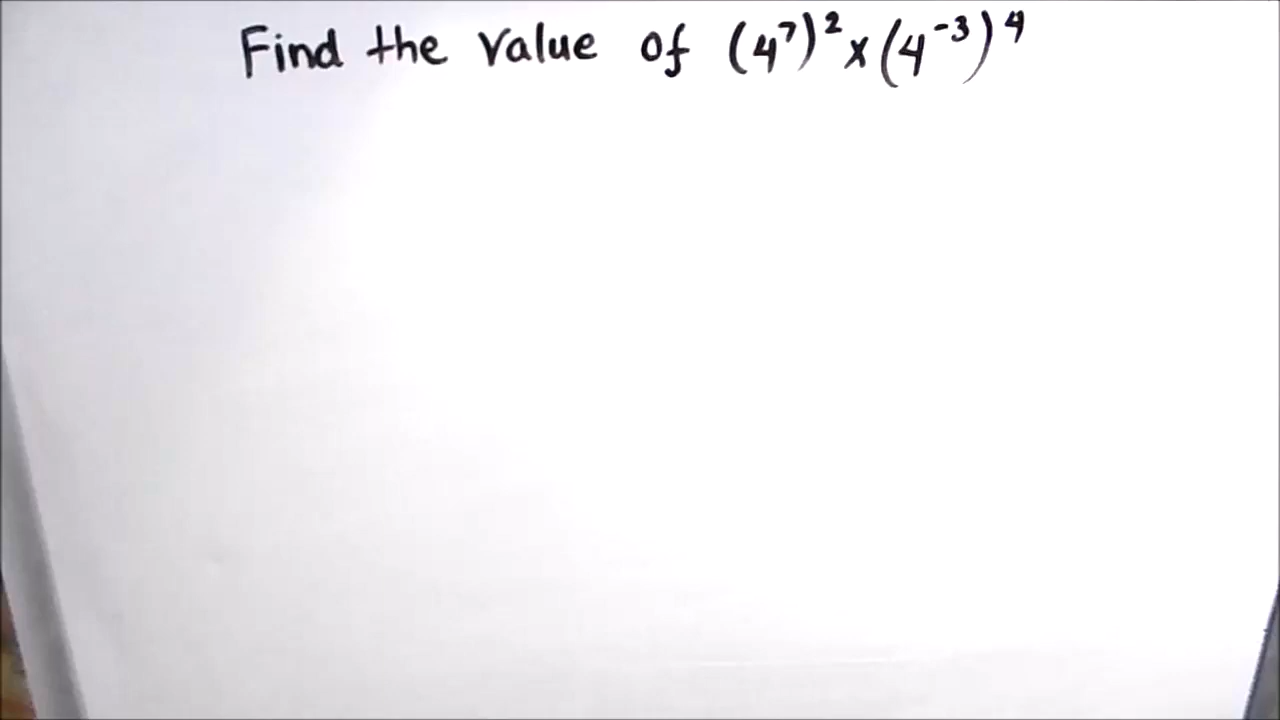 Find the value of (4⁷)² × (4⁻³)⁴